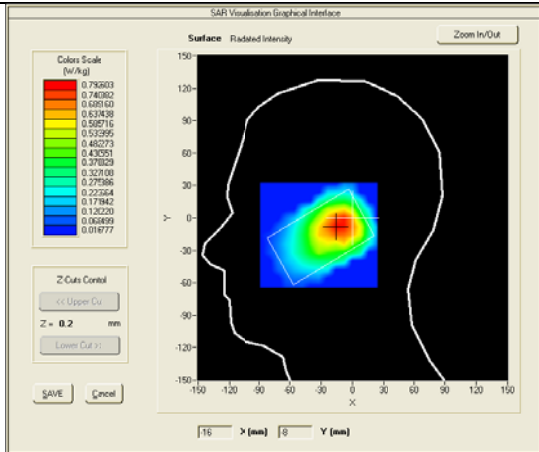 SAR Visualisation Graphical Interface
Surface Radiated Intensity
Zoom In/Out
Colors Scale
(W/kg)
0.792603
0.740382
0.689160
0.637438
0.585716
0.533995
0.482273
0.430551
0.378829
0.327108
0.275386
0.223664
0.171942
0.120220
0.068499
0.016777
Z-Cuts Control
<< Upper Cu
Z = 0.2 mm
Lower Cut >>
SAVE
Cancel
150
120
90
60
30
0
-30
-60
-90
-120
-150
Y
-150 -120 -90 -60 -30 0 30 60 90 120 150
X
-16 X (mm) -8 Y (mm)